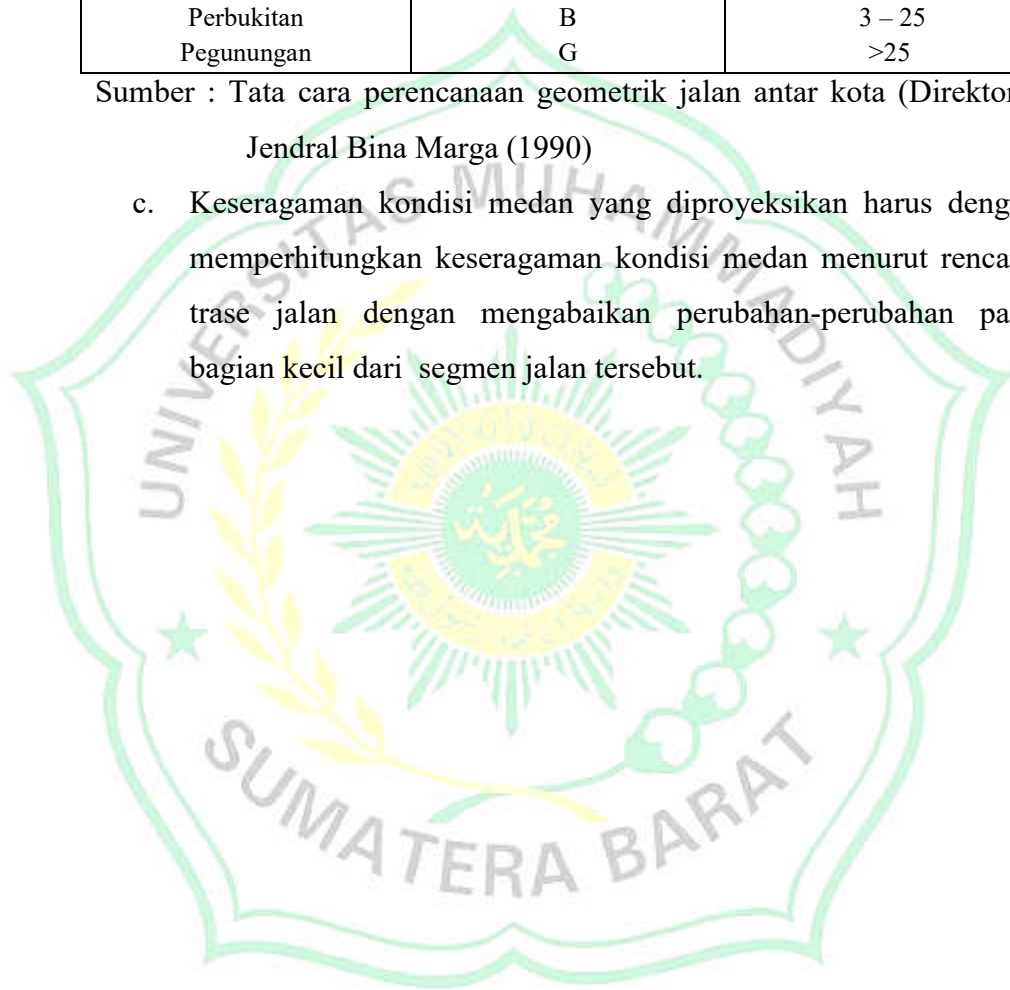 Perbukitan B 3 – 25
Pegunungan G >25
Sumber : Tata cara perencanaan geometrik jalan antar kota (Direktor
Jendral Bina Marga (1990)
c. Keseragaman kondisi medan yang diproyeksikan harus deng
memperhitungkan keseragaman kondisi medan menurut renca
trase jalan dengan mengabaikan perubahan-perubahan pa
bagian kecil dari segmen jalan tersebut.
UNIVERSITAS MUHAMMADIYAH
SUMATERA BARAT